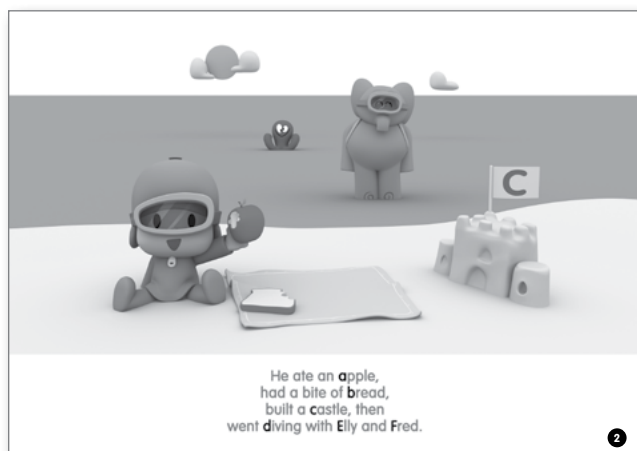 C
He ate an apple,
had a bite of bread,
built a castle, then
went diving with Elly and Fred.
2